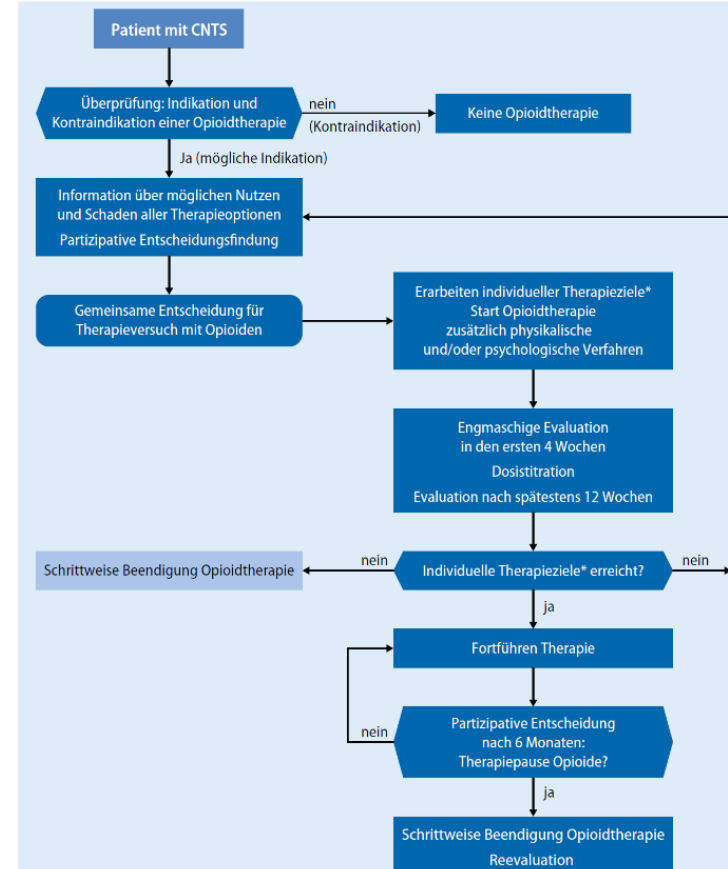 Patient mit CNTS
Überprüfung: Indikation und
Kontraindikation einer Opioidtherapie
nein
(Kontraindikation)
Keine Opioidtherapie
Ja (mögliche Indikation)
Information über möglichen Nutzen
und Schaden aller Therapieoptionen
Partizipative Entscheidungsfindung
Gemeinsame Entscheidung für
Therapieversuch mit Opioiden
Erarbeiten individueller Therapieziele*
Start Opioidtherapie
zusätzlich physikalische
und/oder psychologische Verfahren
Engmaschige Evaluation
in den ersten 4 Wochen
Dosistitration
Evaluation nach spätestens 12 Wochen
Schrittweise Beendigung Opioidtherapie
nein
Individuelle Therapieziele* erreicht?
nein
ja
Fortführen Therapie
nein
Partizipative Entscheidung
nach 6 Monaten:
Therapiepause Opioide?
ja
Schrittweise Beendigung Opioidtherapie
Reevaluation